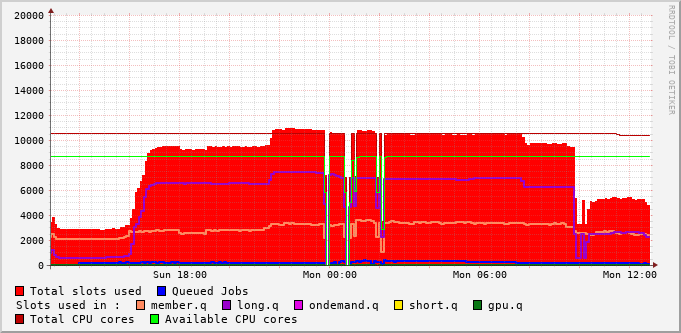 20000
18000
16000
14000
12000
10000
8000
6000
4000
2000
0
Sun 18:00 Mon 00:00 Mon 06:00 Mon 12:00
RRDTOOL / TOBI OETIKER
Total slots used Queued Jobs
Slots used in : member.q long.q ondemand.q short.q gpu.q
Total CPU cores Available CPU cores